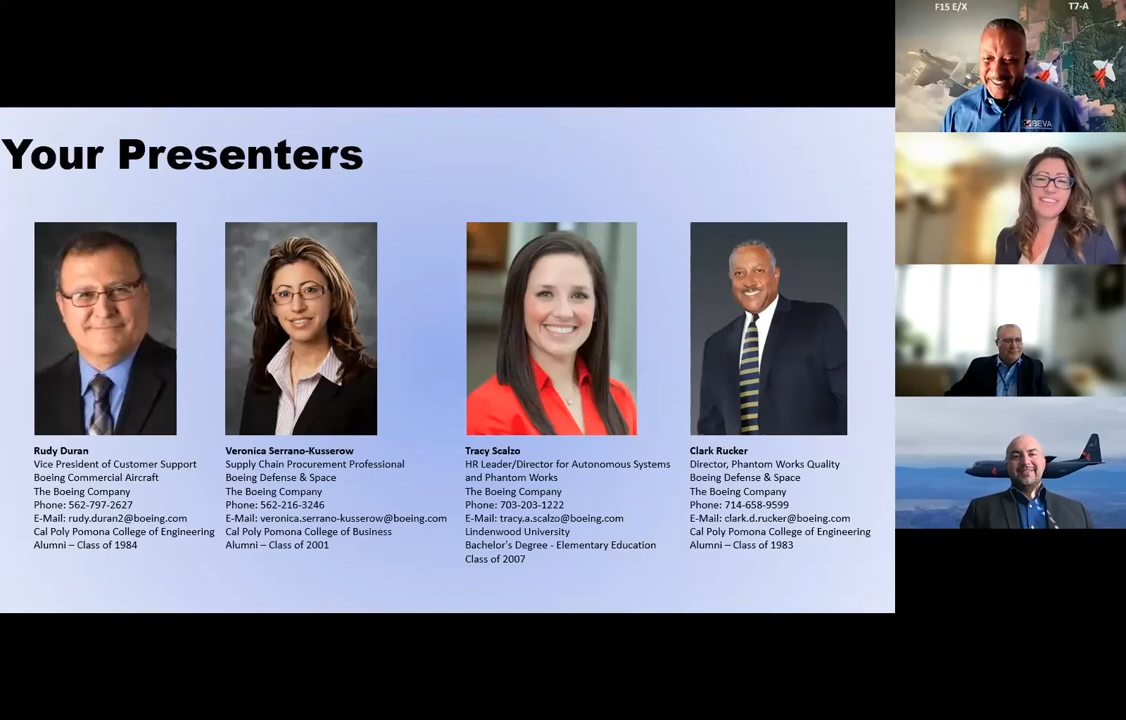 F15 E/X
T7-A
BEVA
Your Presenters
Rudy Duran
Vice President of Customer Support
Boeing Commercial Aircraft
The Boeing Company
Phone: 562-797-2627
E-Mail: rudy.duran2@boeing.com
Cal Poly Pomona College of Engineering
Alumni – Class of 1984
Veronica Serrano-Kusserow
Supply Chain Procurement Professional
Boeing Defense & Space
The Boeing Company
Phone: 562-216-3246
E-Mail: veronica.serrano-kusserow@boeing.com
Cal Poly Pomona College of Business
Alumni – Class of 2001
Tracy Scalzo
HR Leader/Director for Autonomous Systems
and Phantom Works
The Boeing Company
Phone: 703-203-1222
E-Mail: tracy.a.scalzo@boeing.com
Lindenwood University
Bachelor's Degree - Elementary Education
Class of 2007
Clark Rucker
Director, Phantom Works Quality
Boeing Defense & Space
The Boeing Company
Phone: 714-658-9599
E-Mail: clark.d.rucker@boeing.com
Cal Poly Pomona College of Engineering
Alumni – Class of 1983